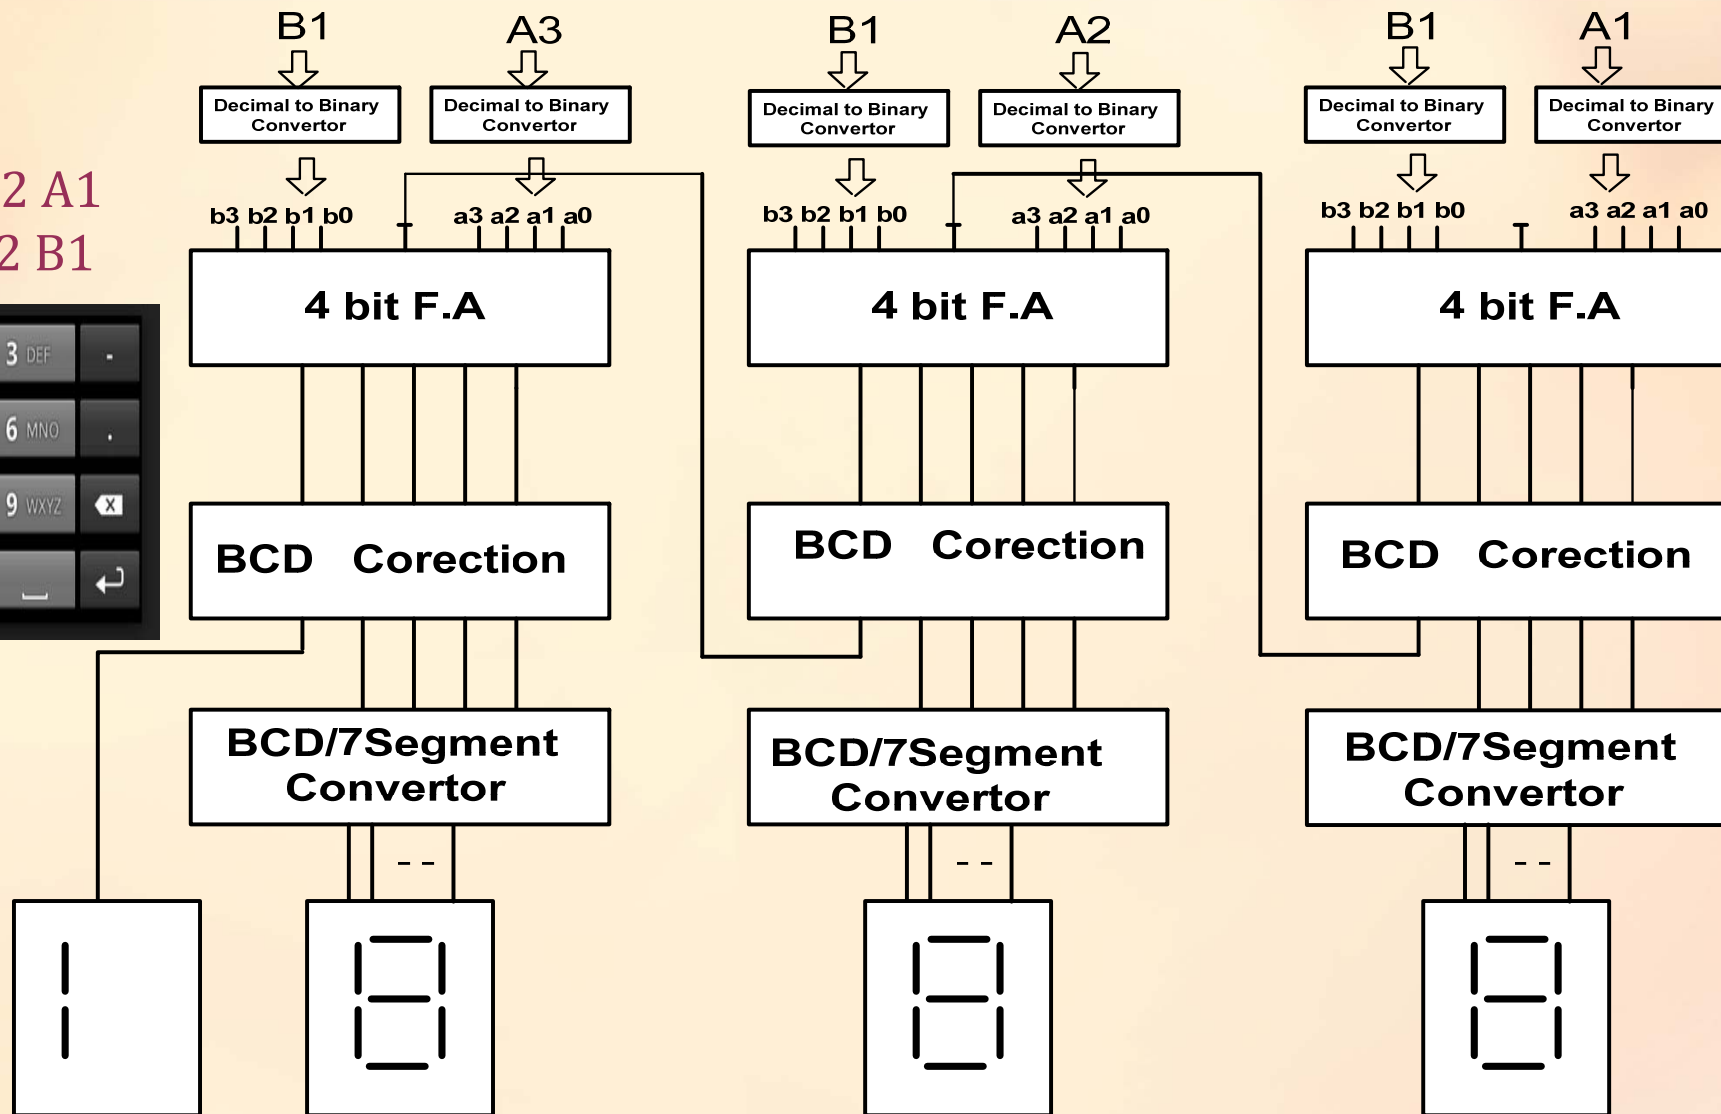 B1 A3 B1 A2 B1 A1
Decimal to Binary Convertor
Decimal to Binary Convertor
Decimal to Binary Convertor
Decimal to Binary Convertor
Decimal to Binary Convertor
Decimal to Binary Convertor
2 A1
2 B1
b3 b2 b1 b0 a3 a2 a1 a0
b3 b2 b1 b0 a3 a2 a1 a0
b3 b2 b1 b0 a3 a2 a1 a0
4 bit F.A
4 bit F.A
4 bit F.A
3 DEF -
6 MNO .
9 WXYZ X
BCD Corection
BCD Corection
BCD Corection
BCD/7Segment
Convertor
BCD/7Segment
Convertor
BCD/7Segment
Convertor
- -
- -
- -